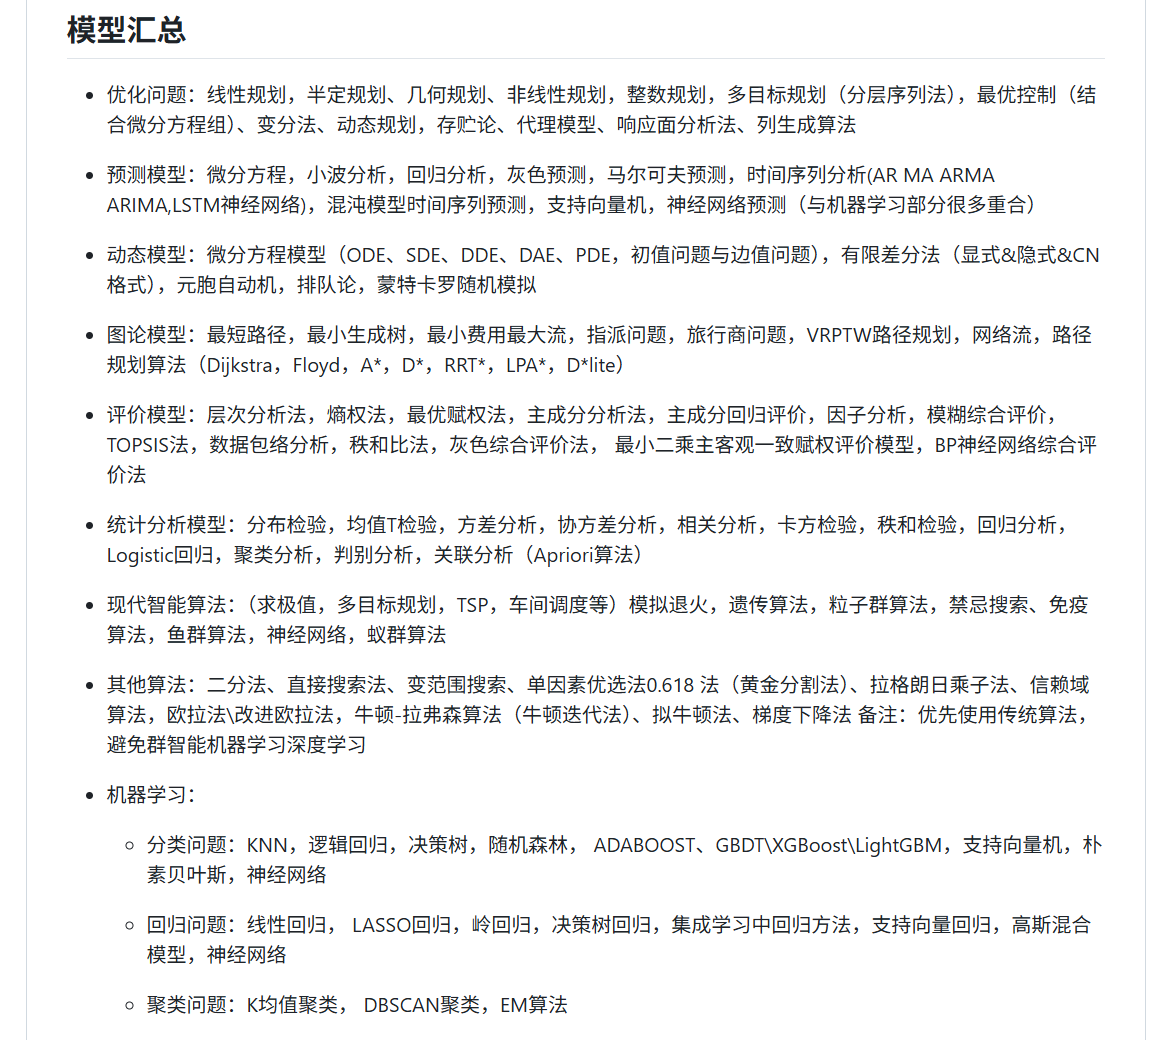 模型汇总
优化问题：线性规划，半定规划、几何规划、非线性规划，整数规划，多目标规划（分层序列法），最优控制（结
合微分方程组）、变分法、动态规划，存贮论、代理模型、响应面分析法、列生成算法
预测模型：微分方程，小波分析，回归分析，灰色预测，马尔可夫预测，时间序列分析(AR MA ARMA
ARIMA,LSTM神经网络)，混沌模型时间序列预测，支持向量机，神经网络预测（与机器学习部分很多重合）
动态模型：微分方程模型（ODE、SDE、DDE、DAE、PDE，初值问题与边值问题），有限差分法（显式&隐式&CN
格式），元胞自动机，排队论，蒙特卡罗随机模拟
图论模型：最短路径，最小生成树，最小费用最大流，指派问题，旅行商问题，VRPTW路径规划，网络流，路径
规划算法（Dijkstra，Floyd，A*，D*，RRT*，LPA*，D*lite）
评价模型：层次分析法，熵权法，最优赋权法，主成分分析法，主成分回归评价，因子分析，模糊综合评价，
TOPSIS法，数据包络分析，秩和比法，灰色综合评价法， 最小二乘主客观一致赋权评价模型，BP神经网络综合评
价法
统计分析模型：分布检验，均值T检验，方差分析，协方差分析，相关分析，卡方检验，秩和检验，回归分析，
Logistic回归，聚类分析，判别分析，关联分析（Apriori算法）
现代智能算法：（求极值，多目标规划，TSP，车间调度等）模拟退火，遗传算法，粒子群算法，禁忌搜索、免疫
算法，鱼群算法，神经网络，蚁群算法
其他算法：二分法、直接搜索法、变范围搜索、单因素优选法0.618 法（黄金分割法）、拉格朗日乘子法、信赖域
算法，欧拉法\改进欧拉法，牛顿-拉弗森算法（牛顿迭代法）、拟牛顿法、梯度下降法 备注：优先使用传统算法，
避免群智能机器学习深度学习
机器学习：
分类问题：KNN，逻辑回归，决策树，随机森林， ADABOOST、GBDT\XGBoost\LightGBM，支持向量机，朴
素贝叶斯，神经网络
回归问题：线性回归， LASSO回归，岭回归，决策树回归，集成学习中回归方法，支持向量回归，高斯混合
模型，神经网络
聚类问题：K均值聚类， DBSCAN聚类，EM算法